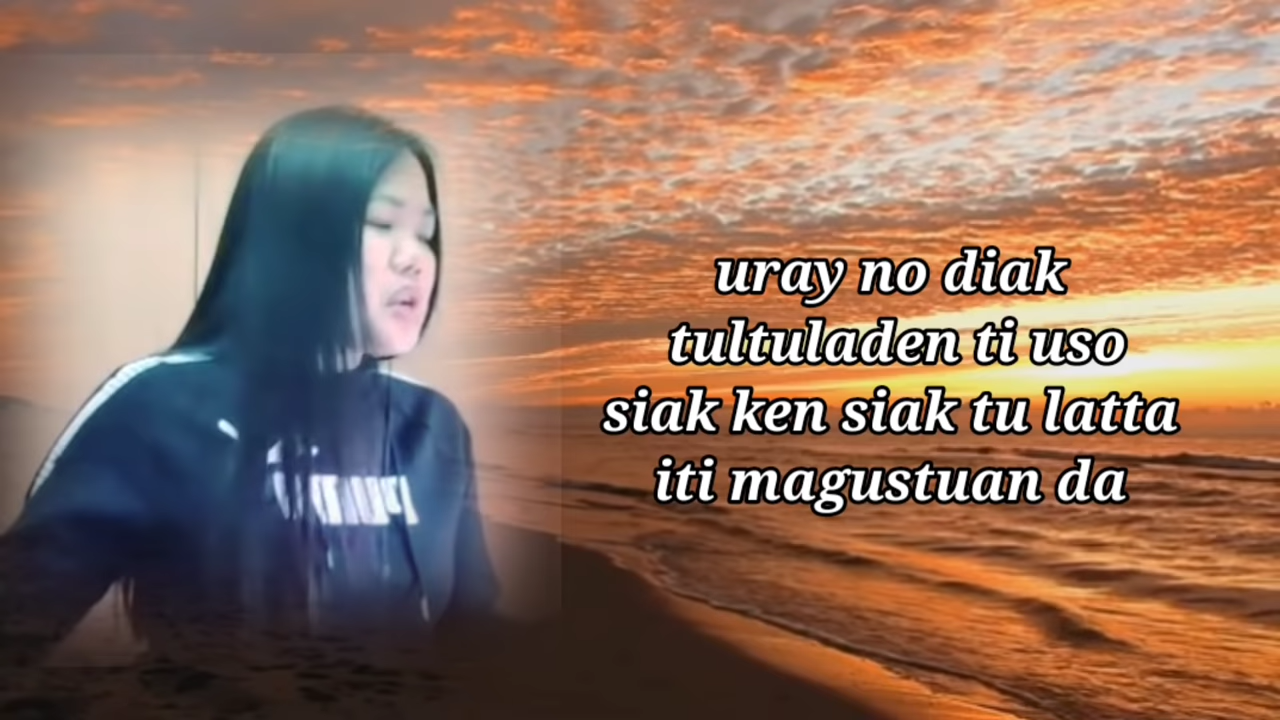 uray no diak
tultuladen ti uso
siak ken siak tu latta
iti magustuan da